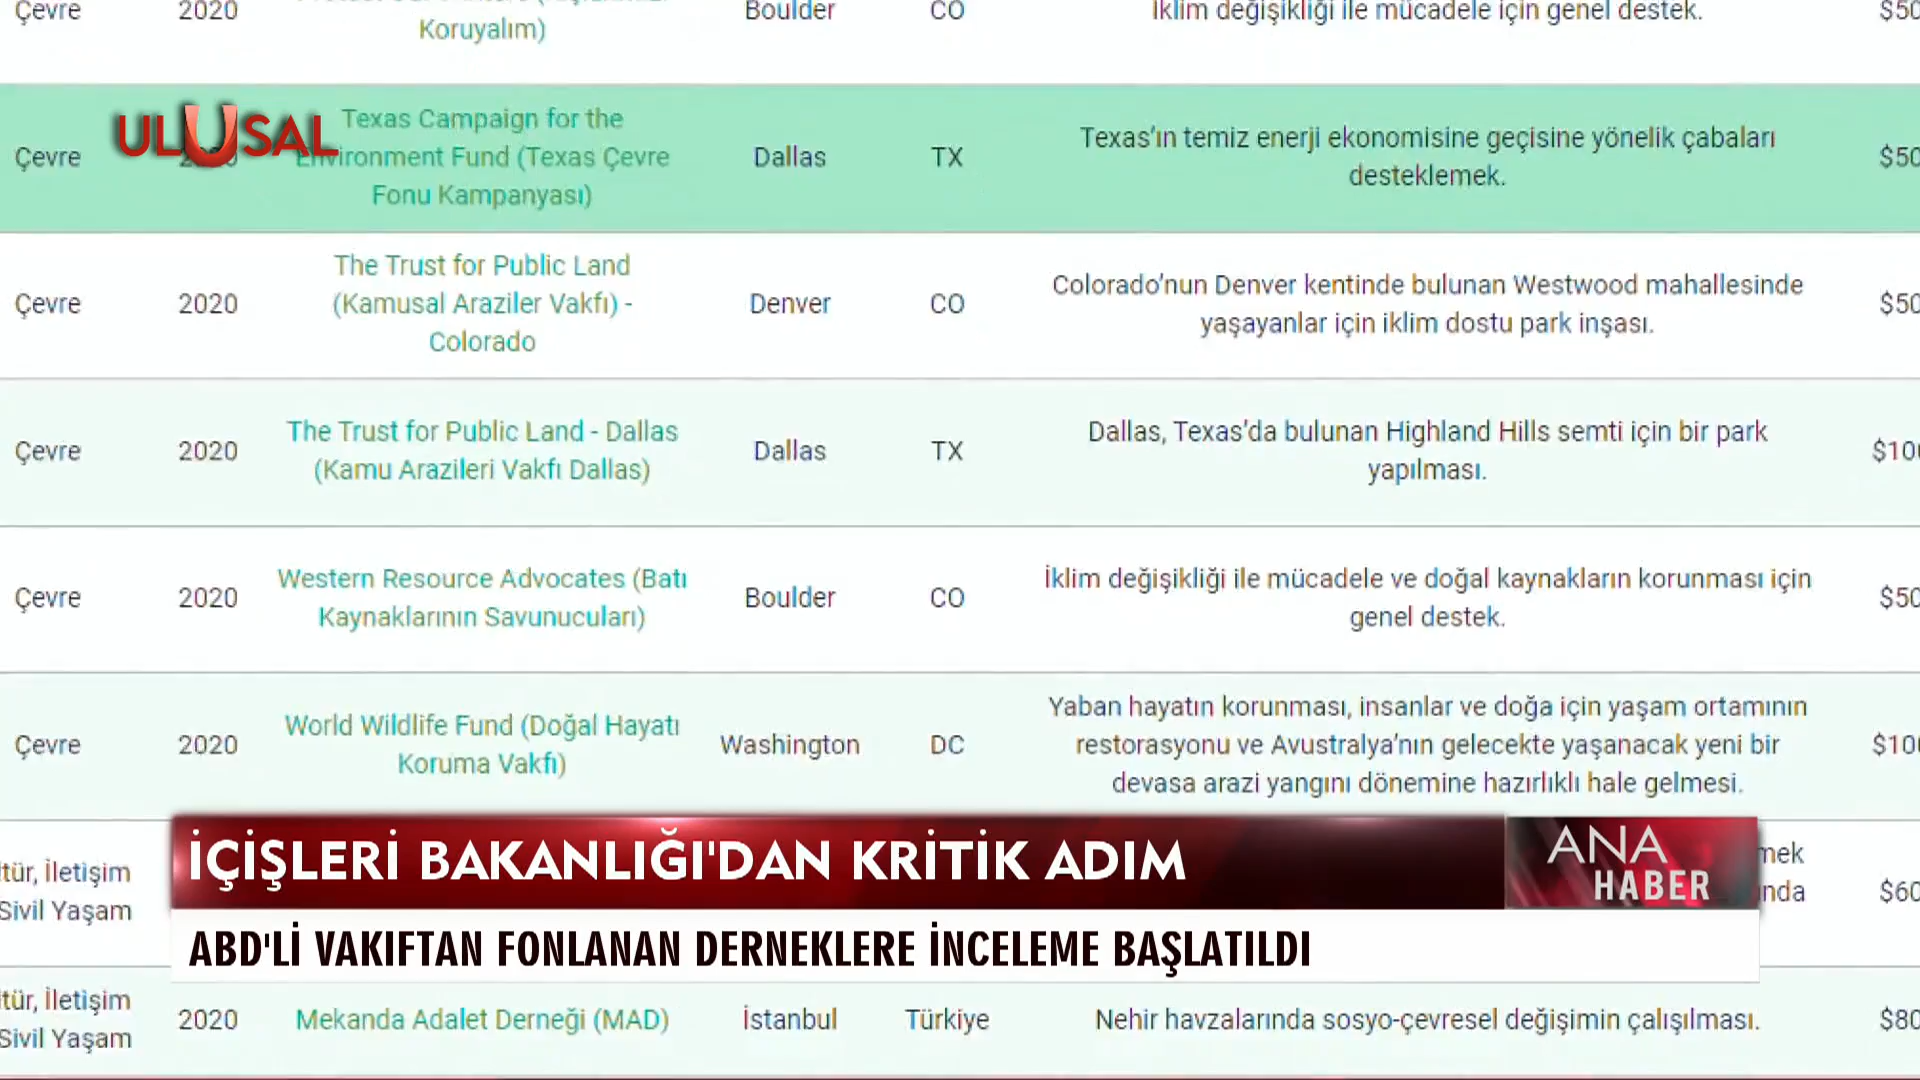 Çevre 2020 Boulder CO İklim değişikliği ile mücadele için genel destek.
Koruyalım)
ULUSAL
Texas Campaign for the
Çevre Environment Fund (Texas Çevre Dallas TX Texas’ın temiz enerji ekonomisine geçişine yönelik çabaları
Fonu Kampanyası) desteklemek.
The Trust for Public Land
Çevre 2020 (Kamusal Araziler Vakfı) - Denver CO Colorado’nun Denver kentinde bulunan Westwood mahallesinde
Colorado yaşayanlar için iklim dostu park inşası.
Çevre 2020 The Trust for Public Land - Dallas Dallas TX Dallas, Texas’da bulunan Highland Hills semti için bir park
(Kamu Arazileri Vakfı Dallas) yapılması.
Çevre 2020 Western Resource Advocates (Batı Boulder CO İklim değişikliği ile mücadele ve doğal kaynakların korunması için
Kaynaklarının Savunucuları) genel destek.
Yaban hayatın korunması, insanlar ve doğa için yaşam ortamının
Çevre 2020 World Wildlife Fund (Doğal Hayatı Washington DC restorasyonu ve Avustralya’nın gelecekte yaşanacak yeni bir
Koruma Vakfı) devasa arazi yangını dönemine hazırlıklı hale gelmesi.
İletişim
Sivil Yaşam
İÇİŞLERİ BAKANLIĞI'DAN KRİTİK ADIM
ANA
HABER
ABD'Lİ VAKIFTAN FONLANAN DERNEKLERE İNCELEME BAŞLATILDI
İletişim
Sivil Yaşam 2020 Mekanda Adalet Derneği (MAD) İstanbul Türkiye Nehir havzalarında sosyo-çevresel değişimin çalışılması.